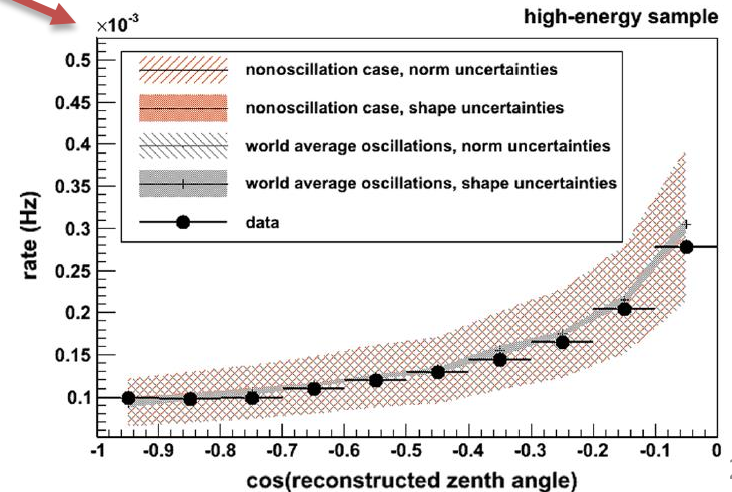 ×10⁻³
high-energy sample
nonoscillation case, norm uncertainties
nonoscillation case, shape uncertainties
world average oscillations, norm uncertainties
world average oscillations, shape uncertainties
data
rate (Hz)
0.5
0.45
0.4
0.35
0.3
0.25
0.2
0.15
0.1
-1 -0.9 -0.8 -0.7 -0.6 -0.5 -0.4 -0.3 -0.2 -0.1 0
cos(reconstructed zenth angle)